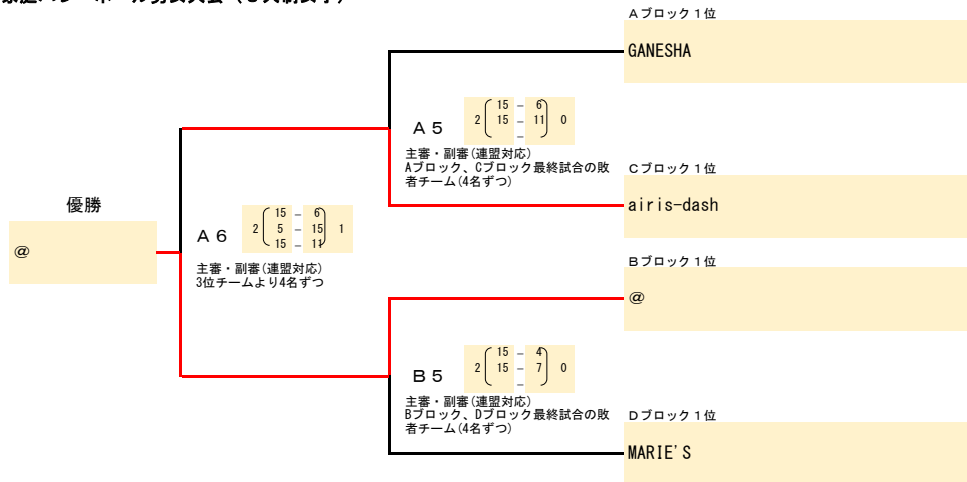 Aブロック1位
GANESHA
A5
2 15 – 6 0
15 – 11
–
主審・副審(連盟対応)
Aブロック、Cブロック最終試合の敗
者チーム(4名ずつ)
Cブロック1位
airis-dash
優勝
@
A6
2 15 – 6 1
5 – 15
15 – 11
主審・副審(連盟対応)
3位チームより4名ずつ
Bブロック1位
@
B5
2 15 – 4 0
15 – 7
–
主審・副審(連盟対応)
Bブロック、Dブロック最終試合の敗
者チーム(4名ずつ)
Dブロック1位
MARIE'S